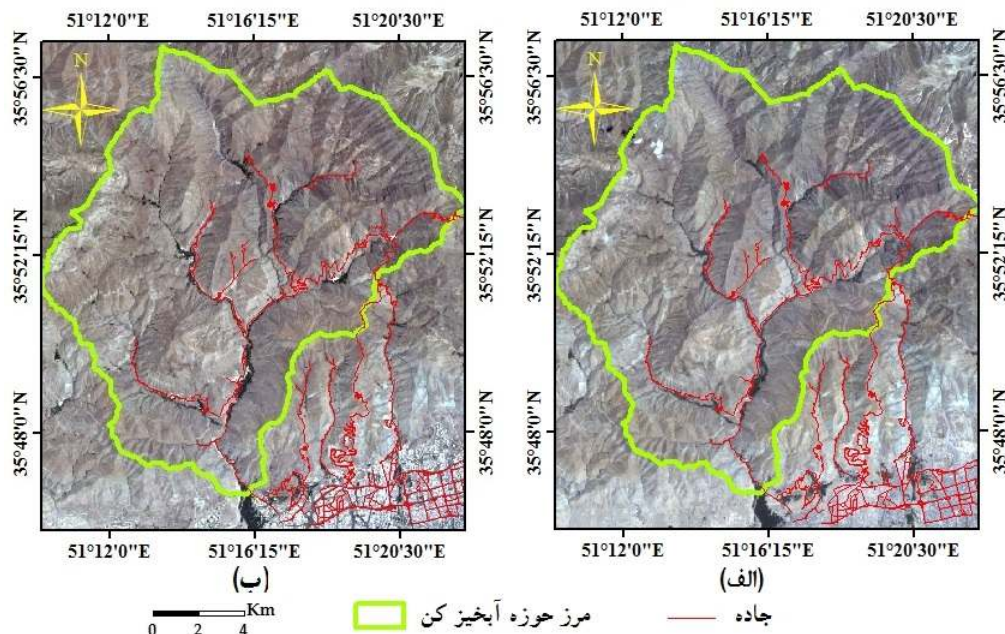 51°12'0"E 51°16'15"E 51°20'30"E 51°12'0"E 51°16'15"E 51°20'30"E
35°56'30"N 35°56'30"N 35°56'30"N 35°56'30"N
N N
35°52'15"N 35°52'15"N 35°52'15"N 35°52'15"N
35°48'0"N 35°48'0"N 35°48'0"N 35°48'0"N
51°12'0"E 51°16'15"E 51°20'30"E 51°12'0"E 51°16'15"E 51°20'30"E
(الف)
(ب)
جاده
مرز حوزه آبخیز کن
Km
0 2 4